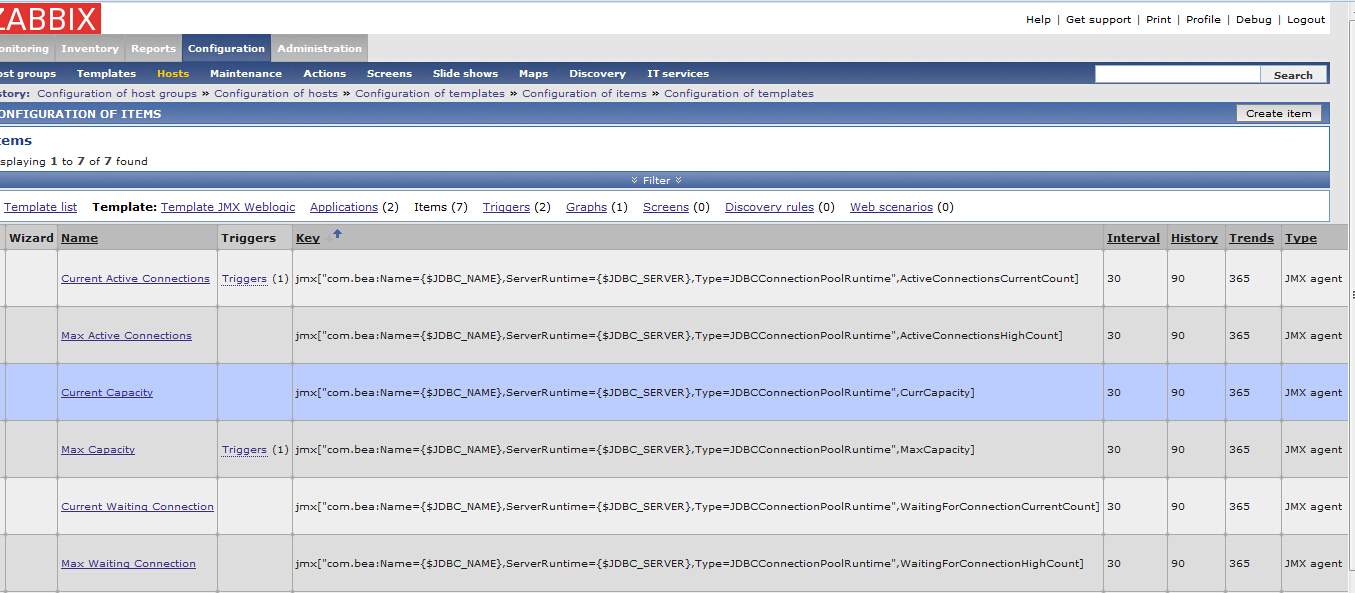 ZABBIX
Help | Get support | Print | Profile | Debug | Logout
onitoring Inventory Reports Configuration Administration
ost groups Templates Hosts Maintenance Actions Screens Slide shows Maps Discovery IT services Search
story: Configuration of host groups » Configuration of hosts » Configuration of templates » Configuration of items » Configuration of templates
ONFIGURATION OF ITEMS Create item
tems
splaying 1 to 7 of 7 found
Filter
Template list Template: Template JMX Weblogic Applications (2) Items (7) Triggers (2) Graphs (1) Screens (0) Discovery rules (0) Web scenarios (0)
Wizard Name Triggers Key Interval History Trends Type
Current Active Connections Triggers (1) jmx["com.bea:Name={$JDBC_NAME},ServerRuntime={$JDBC_SERVER},Type=JDBCConnectionPoolRuntime",ActiveConnectionsCurrentCount] 30 90 365 JMX agent
Max Active Connections jmx["com.bea:Name={$JDBC_NAME},ServerRuntime={$JDBC_SERVER},Type=JDBCConnectionPoolRuntime",ActiveConnectionsHighCount] 30 90 365 JMX agent
Current Capacity jmx["com.bea:Name={$JDBC_NAME},ServerRuntime={$JDBC_SERVER},Type=JDBCConnectionPoolRuntime",CurrCapacity] 30 90 365 JMX agent
Max Capacity Triggers (1) jmx["com.bea:Name={$JDBC_NAME},ServerRuntime={$JDBC_SERVER},Type=JDBCConnectionPoolRuntime",MaxCapacity] 30 90 365 JMX agent
Current Waiting Connection jmx["com.bea:Name={$JDBC_NAME},ServerRuntime={$JDBC_SERVER},Type=JDBCConnectionPoolRuntime",WaitingForConnectionCurrentCount] 30 90 365 JMX agent
Max Waiting Connection jmx["com.bea:Name={$JDBC_NAME},ServerRuntime={$JDBC_SERVER},Type=JDBCConnectionPoolRuntime",WaitingForConnectionHighCount] 30 90 365 JMX agent